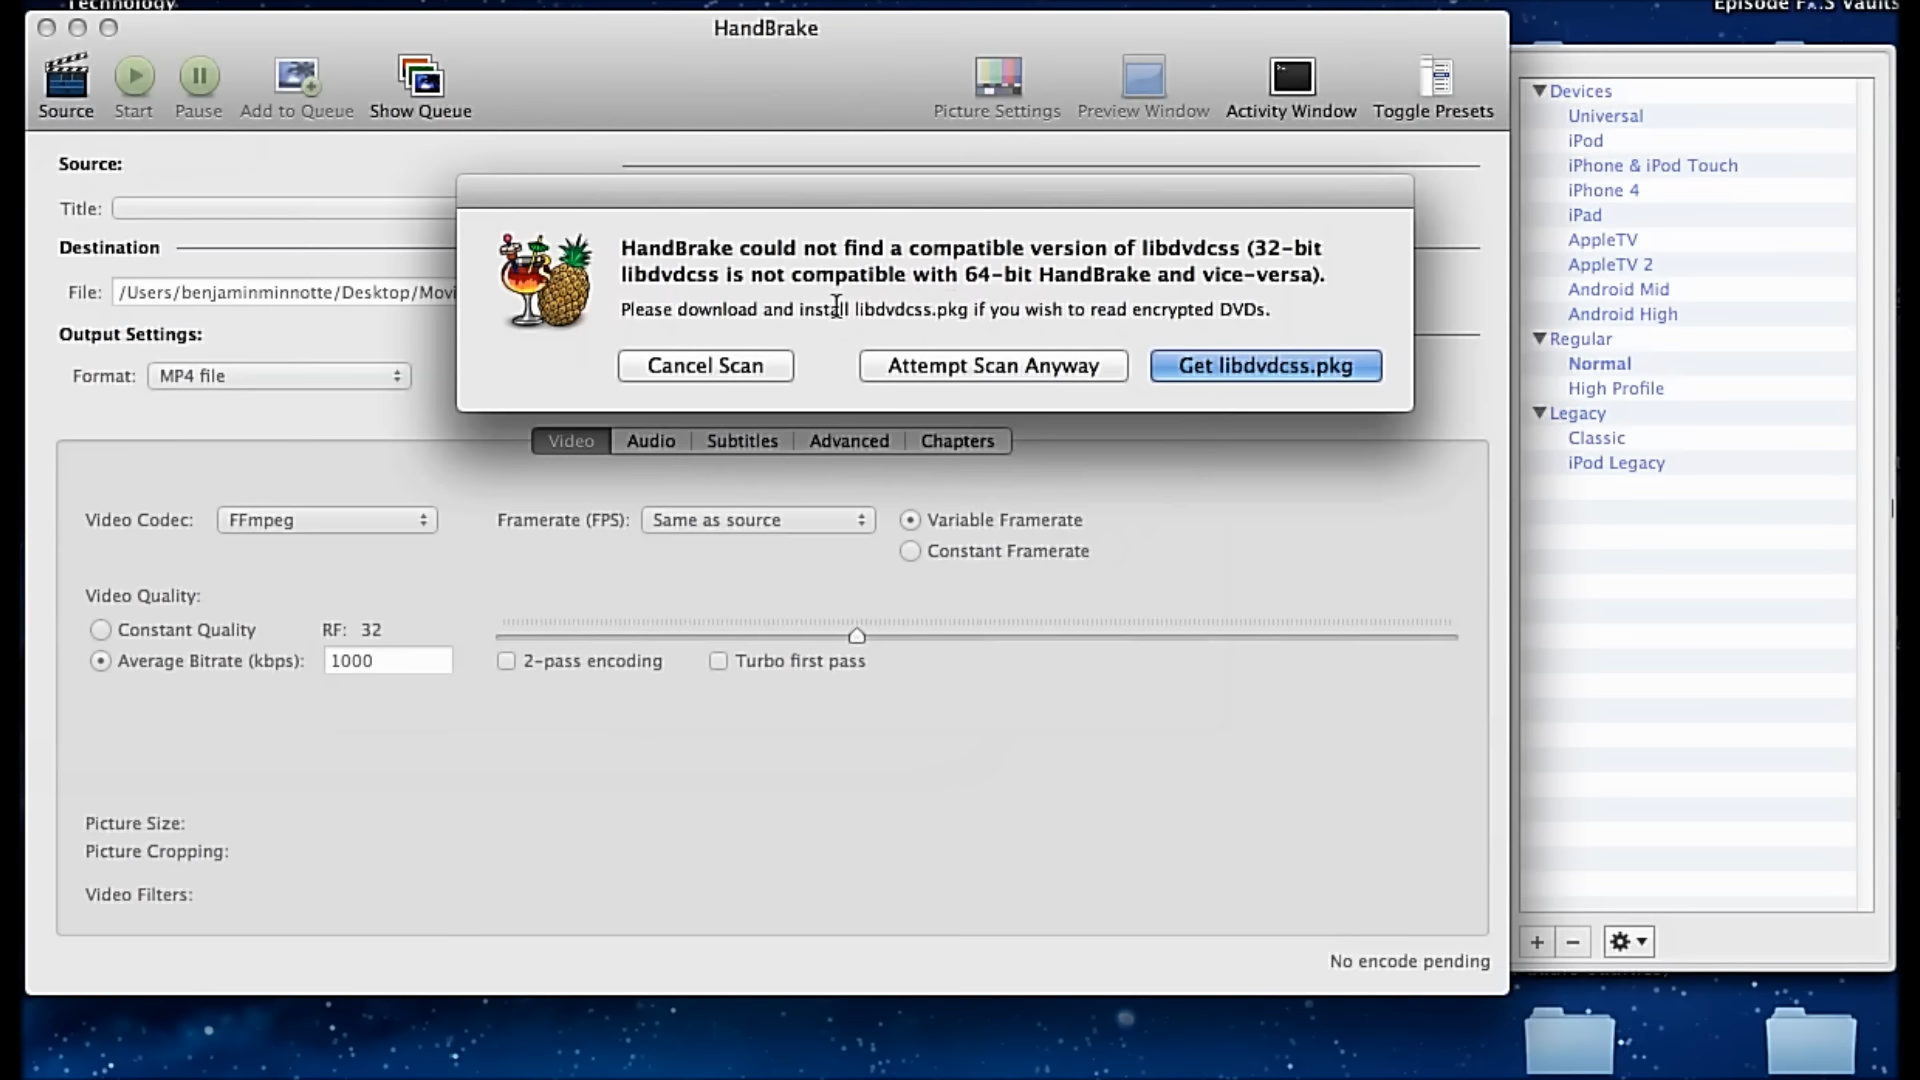 Technology
Episode
Vaults
HandBrake
Source
Start
Pause
Add to Queue
Show Queue
Picture Settings
Preview Window
Activity Window
Toggle Presets
Source:
Title:
Destination
File: /Users/benjaminminnotte/Desktop/Movi
Output Settings:
Format: MP4 file
HandBrake could not find a compatible version of libdvdcss (32-bit
libdvdcss is not compatible with 64-bit HandBrake and vice-versa).
Please download and install libdvdcss.pkg if you wish to read encrypted DVDs.
Cancel Scan
Attempt Scan Anyway
Get libdvdcss.pkg
Video
Audio
Subtitles
Advanced
Chapters
Video Codec: FFmpeg
Framerate (FPS): Same as source
Variable Framerate
Constant Framerate
Video Quality:
Constant Quality
RF: 32
Average Bitrate (kbps): 1000
2-pass encoding
Turbo first pass
Picture Size:
Picture Cropping:
Video Filters:
No encode pending
Devices
Universal
iPod
iPhone & iPod Touch
iPhone 4
iPad
AppleTV
AppleTV 2
Android Mid
Android High
Regular
Normal
High Profile
Legacy
Classic
iPod Legacy